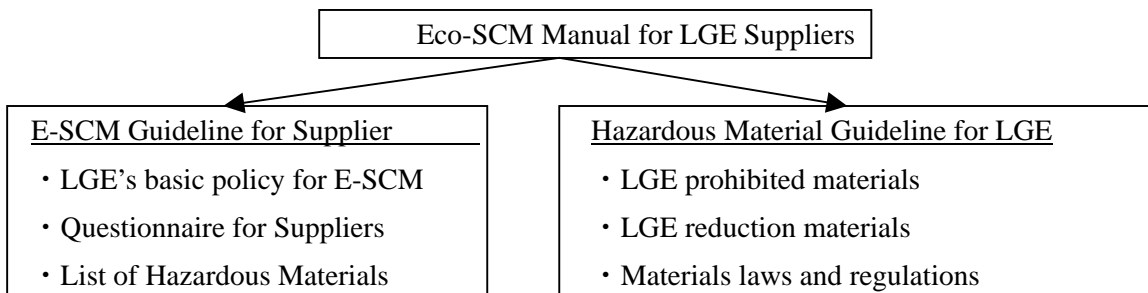 Eco-SCM Manual for LGE Suppliers
E-SCM Guideline for Supplier
・LGE's basic policy for E-SCM
・Questionnaire for Suppliers
・List of Hazardous Materials
Hazardous Material Guideline for LGE
・LGE prohibited materials
・LGE reduction materials
・Materials laws and regulations